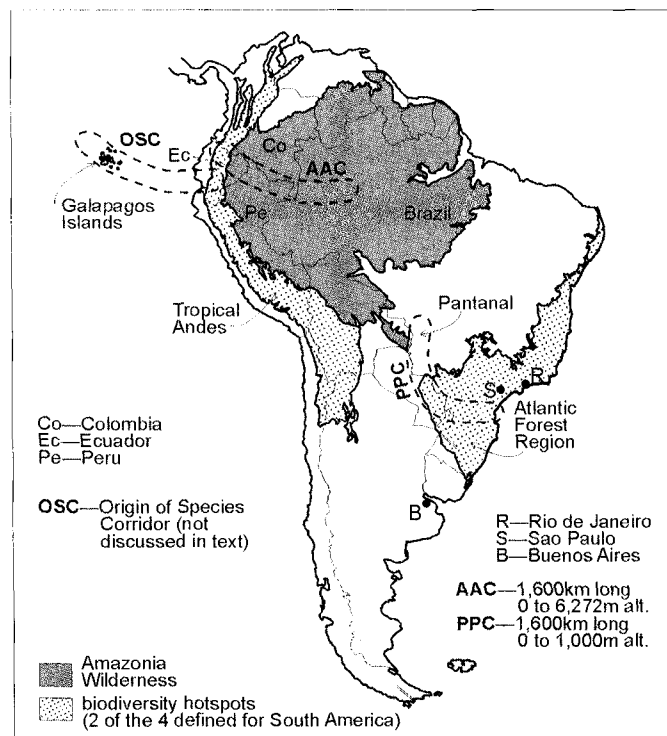 OSC
Ec
Co
AAC
Galapagos
Islands
Pe
Brazil
Tropical
Andes
Pantanal
PPC
S
R
Atlantic
Forest
Region
B
Co—Colombia
Ec—Ecuador
Pe—Peru
OSC—Origin of Species
Corridor (not
discussed in text)
R—Rio de Janeiro
S—Sao Paulo
B—Buenos Aires
AAC—1,600km long
0 to 6,272m alt.
PPC—1,600km long
0 to 1,000m alt.
Amazonia
Wilderness
biodiversity hotspots
(2 of the 4 defined for South America)